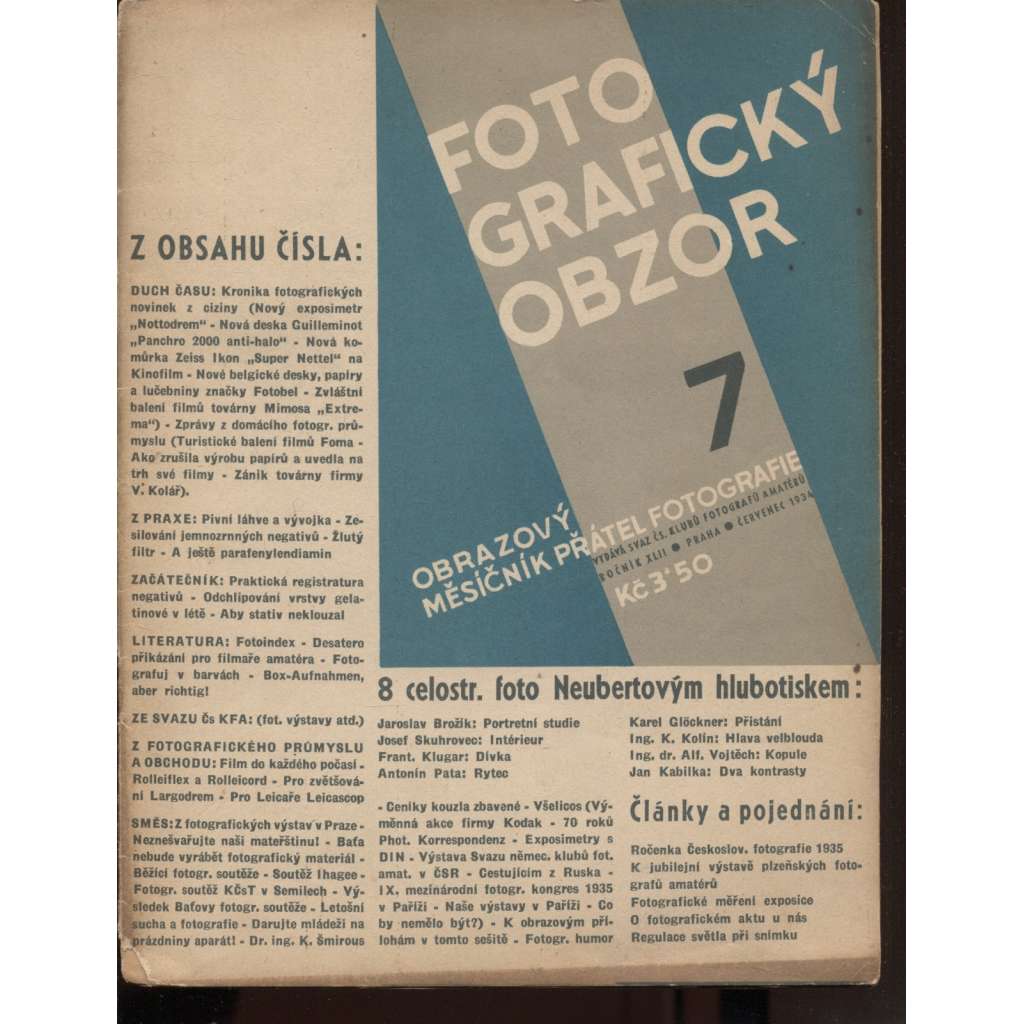 FOTO
GRAFICKÝ
OBZOR
7
OBRAZOVÝ
MĚSÍČNÍK PŘÁTEL FOTOGRAFIE
VYDÁVÁ SVAZ ČS. KLUBŮ FOTOGRAFŮ AMATÉRŮ
ROČNÍK XLII ● PRAHA ● ČERVENEC 1934
Kč 3'50
Z OBSAHU ČÍSLA:
DUCH ČASU: Kronika fotografických
novinek z ciziny (Nový exposimetr
„Nottodrem" - Nová deska Guilleminot
„Panchro 2000 anti-halo" - Nová ko-
můrka Zeiss Ikon „Super Nettel" na
Kinofilm - Nové belgické desky, papíry
a lučebniny značky Fotobel - Zvláštní
balení filmů továrny Mimosa „Extre-
ma") - Zprávy z domácího fotogr. prů-
myslu (Turistické balení filmů Foma -
Ako zrušila výrobu papírů a uvedla na
trh své filmy - Zánik továrny firmy
V. Kolář).
Z PRAXE: Pivní láhve a vývojka - Ze-
silování jemnozrnných negativů - Žlutý
filtr - A ještě parafenylendiamin
ZAČÁTEČNÍK: Praktická registratura
negativů - Odchlipování vrstvy gela-
tinové v létě - Aby stativ neklouzal
LITERATURA: Fotoindex - Desatero
přikázání pro filmaře amatéra - Foto-
grafuj v barvách - Box-Aufnahmen,
aber richtig!
ZE SVAZU Čs KFA: (fot. výstavy atd.)
Z FOTOGRAFICKÉHO PRŮMYSLU
A OBCHODU: Film do každého počasí -
Rolleiflex a Rolleicord - Pro zvětšová-
ní Largodrem - Pro Leicaře Leicascop
SMĚS: Z fotografických výstav v Praze -
Neznešvařujte naši mateřštinu! - Baťa
nebude vyrábět fotografický materiál -
Běžící fotogr. soutěže - Soutěž Ihagee -
Fotogr. soutěž KČsT v Semilech - Vý-
sledek Baťovy fotogr. soutěže - Letošní
sucha a fotografie - Darujte mládeži na
prázdniny aparát! - Dr. ing. K. Šmirous
8 celostr. foto Neubertovým hlubotiskem:
Jaroslav Brožík: Portretní studie
Josef Skuhrovec: Intérieur
Frant. Klugar: Dívka
Antonín Pata: Rytec
Karel Glöckner: Přistání
Ing. K. Kolín: Hlava velblouda
Ing. dr. Alf. Vojtěch: Kopule
Jan Kabilka: Dva kontrasty
- Ceníky kouzla zbavené - Všelicos (Vý-
měnná akce firmy Kodak - 70 roků
Phot. Korrespondenz - Exposimetry s
DIN - Výstava Svazu němec. klubů fot.
amat. v ČSR - Cestujícím z Ruska -
IX. mezinárodní fotogr. kongres 1935
v Paříži - Naše výstavy v Paříži - Co
by nemělo být?) - K obrazovým pří-
lohám v tomto sešitě - Fotogr. humor
Články a pojednání:
Ročenka Českoslov. fotografie 1935
K jubilejní výstavě plzeňských foto-
grafů amatérů
Fotografické měření exposice
O fotografickém aktu u nás
Regulace světla při snímku